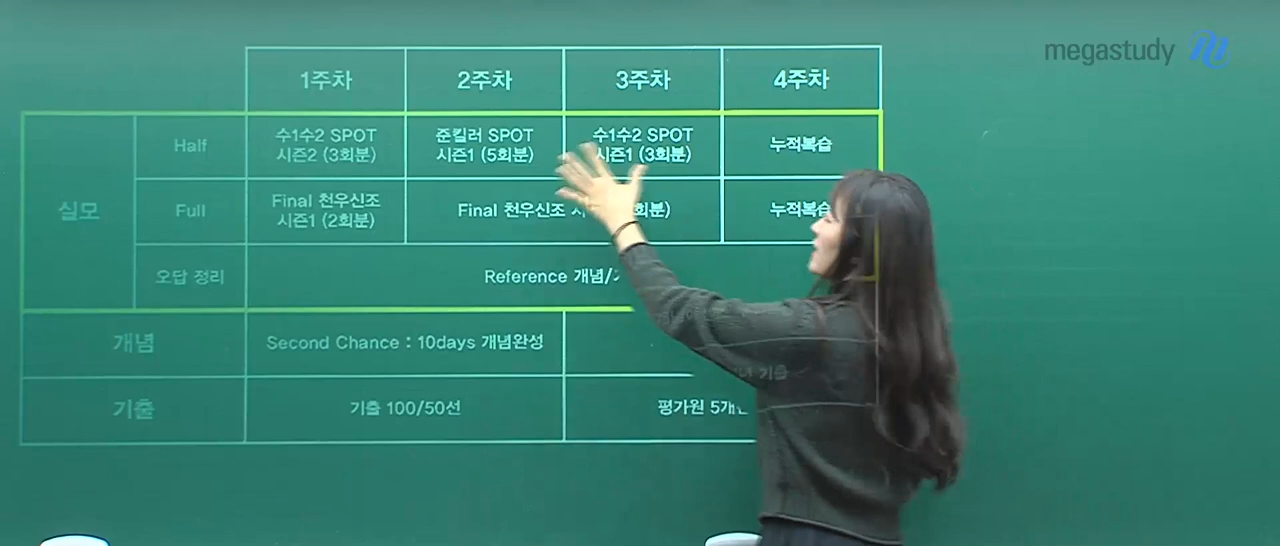 megastudy
1주차
2주차
3주차
4주차
실모
Half
수1수2 SPOT
시즌2 (3회분)
준킬러 SPOT
시즌1 (5회분)
수1수2 SPOT
시즌1 (3회분)
누적복습
Full
Final 천우신조
시즌1 (2회분)
Final 천우신조
회분)
오답 정리
Reference 개념/
개념
Second Chance : 10days 개념완성
기출
기출
기출 100/50선
평가원 5개년